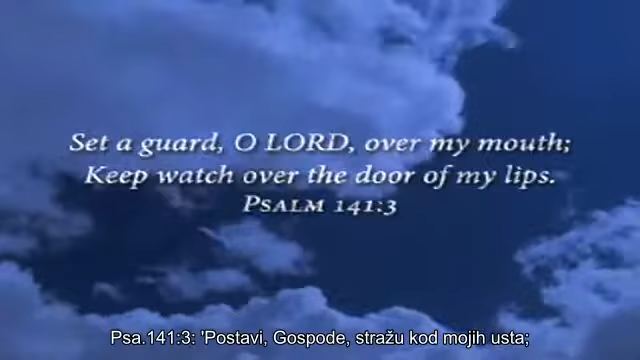 Set a guard, O LORD, over my mouth;
Keep watch over the door of my lips.
PSALM 141:3
Psa.141:3: 'Postavi, Gospode, stražu kod mojih usta;